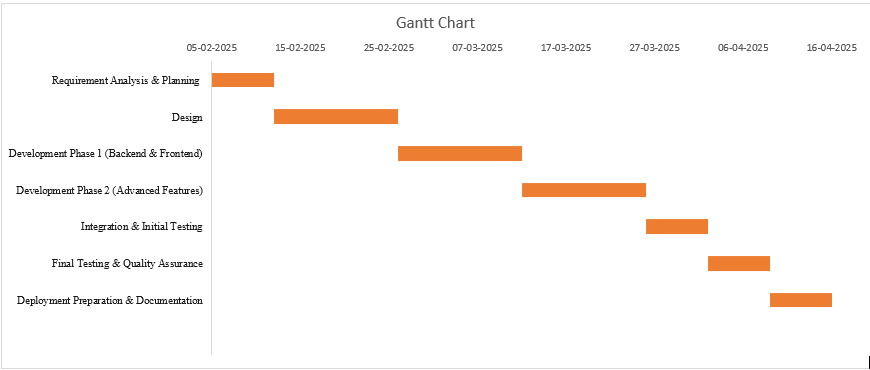 Gantt Chart
05-02-2025 15-02-2025 25-02-2025 07-03-2025 17-03-2025 27-03-2025 06-04-2025 16-04-2025
Requirement Analysis & Planning
Design
Development Phase 1 (Backend & Frontend)
Development Phase 2 (Advanced Features)
Integration & Initial Testing
Final Testing & Quality Assurance
Deployment Preparation & Documentation